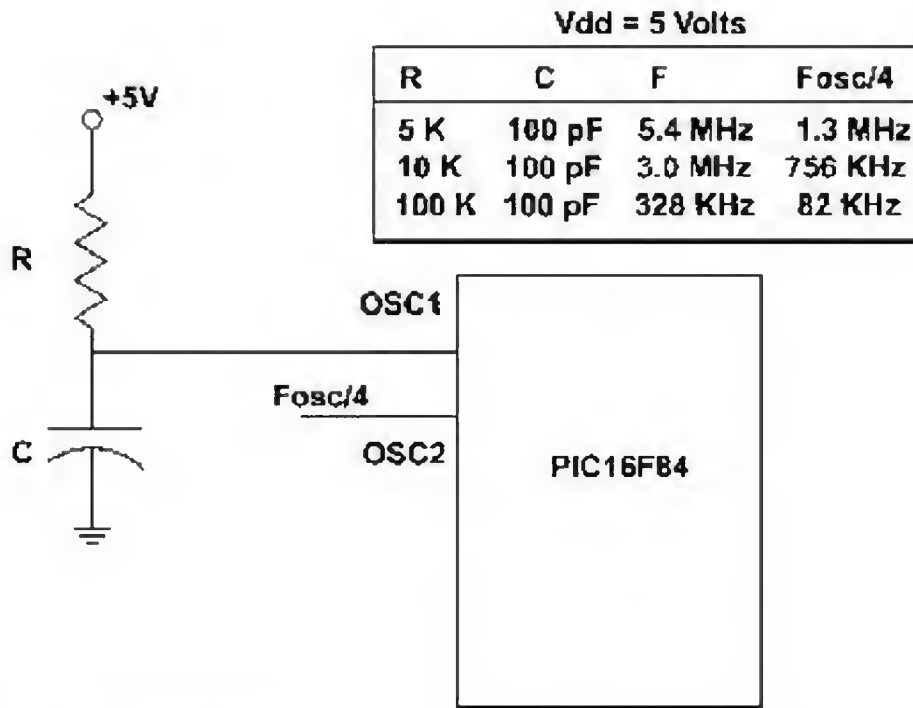 Vdd = 5 Volts
R C F Fosc/4
5 K 100 pF 5.4 MHz 1.3 MHz
10 K 100 pF 3.0 MHz 756 KHz
100 K 100 pF 328 KHz 82 KHz
+5V
R
OSC1
Fosc/4
C
OSC2
PIC16F84